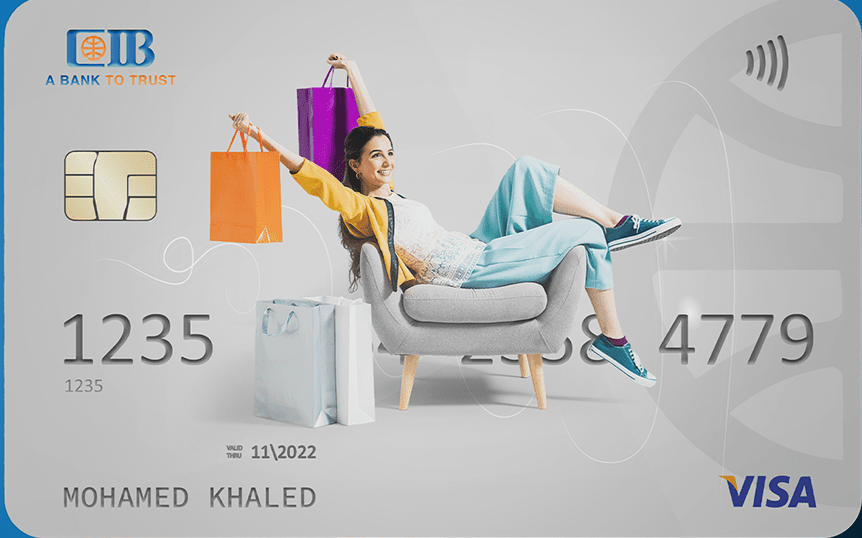 CIB
A BANK TO TRUST
1235 4779
1235
VALID
THRU 11\2022
MOHAMED KHALED
VISA